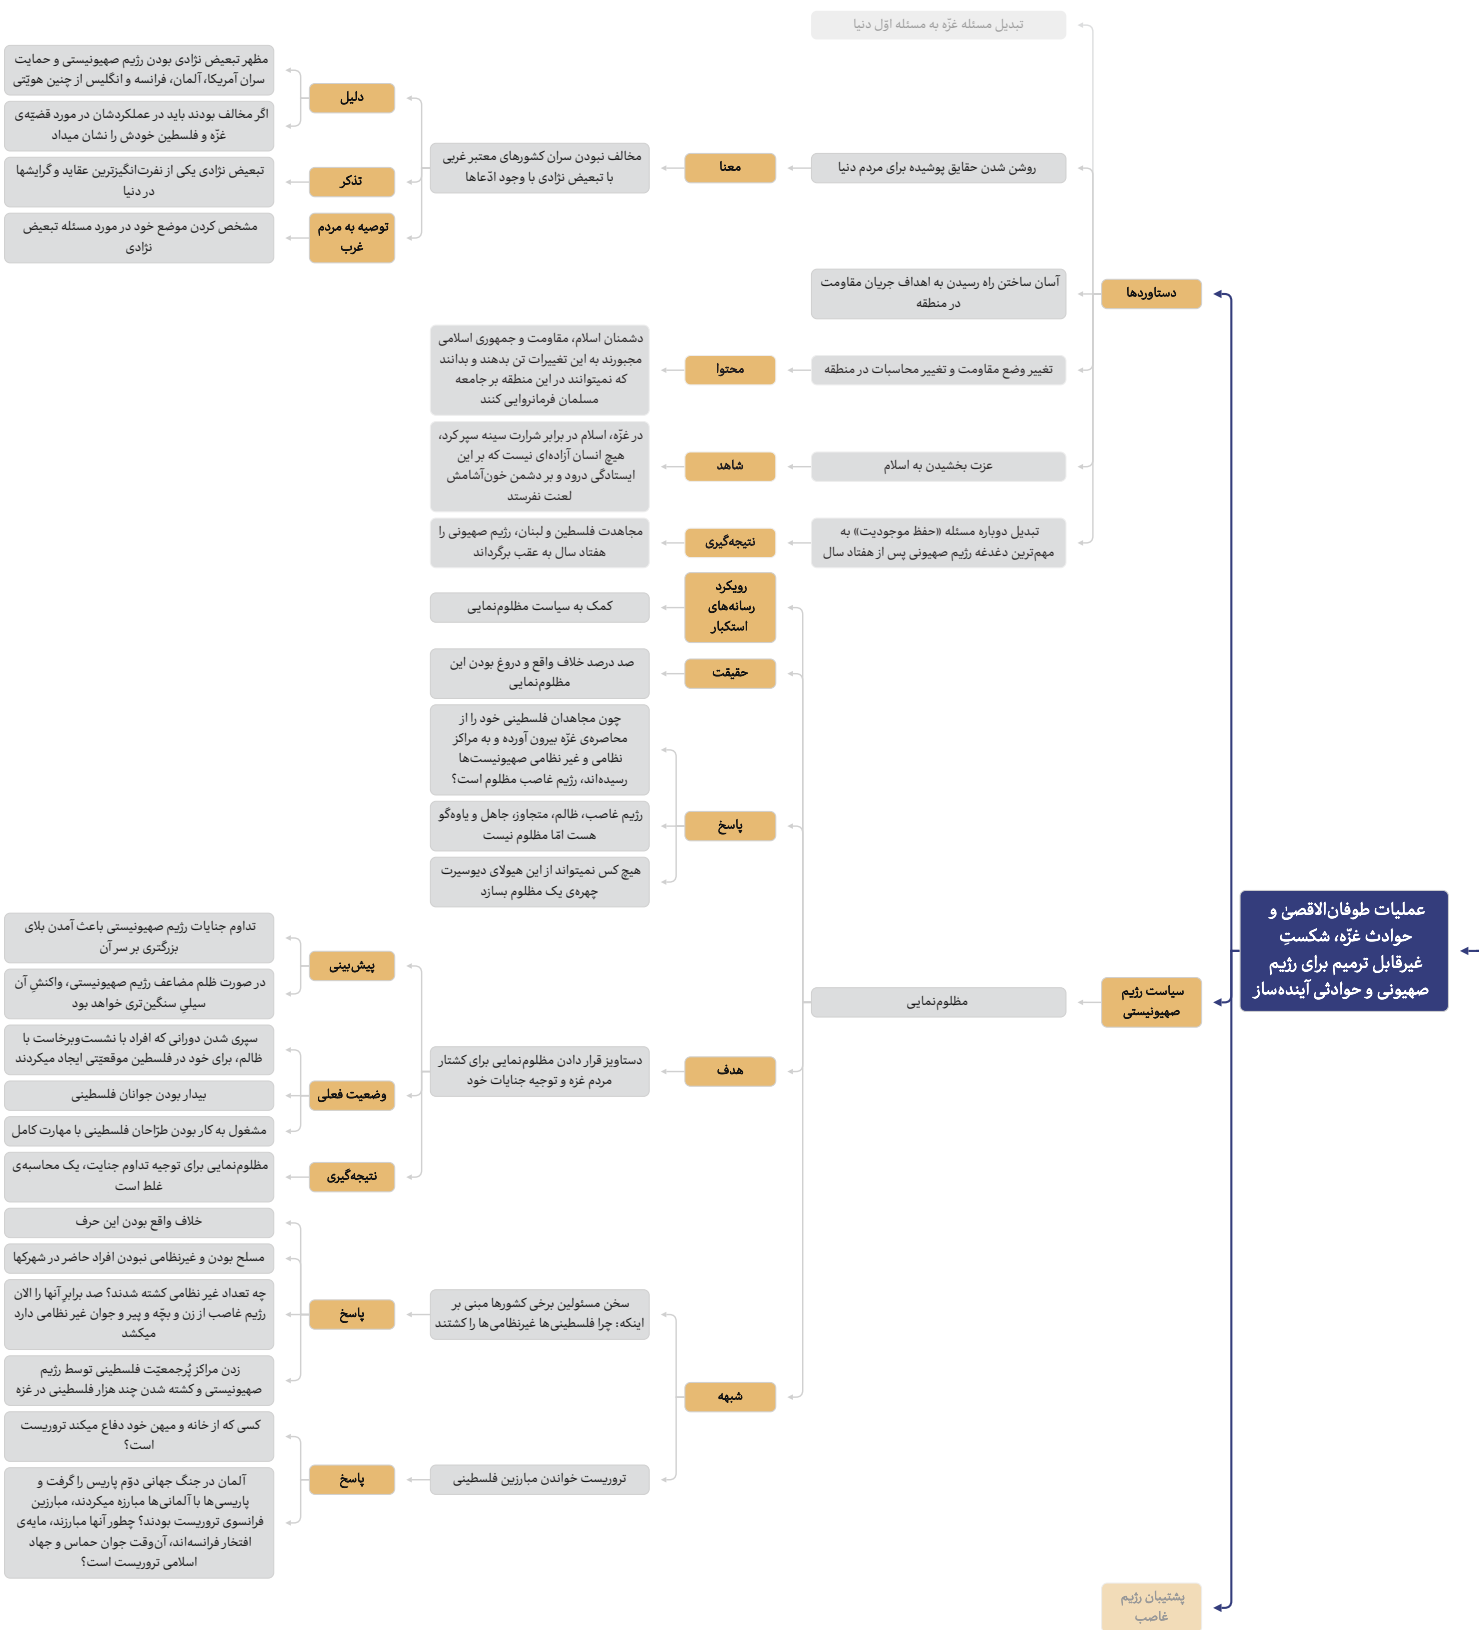 عملیات طوفان‌الاقصیٰ و
حوادث غزّه، شکستِ
غیرقابل ترمیم برای رژیم
صهیونی و حوادثی آینده‌ساز
دستاوردها
تبدیل مسئله غزّه به مسئله اوّل دنیا
روشن شدن حقایق پوشیده برای مردم دنیا
معنا
مخالف نبودن سران کشورهای معتبر غربی
با تبعیض نژادی با وجود ادّعاها
دلیل
مظهر تبعیض نژادی بودن رژیم صهیونیستی و حمایت
سران آمریکا، آلمان، فرانسه و انگلیس از چنین هویّتی
اگر مخالف بودند باید در عملکردشان در مورد قضیّه‌ی
غزّه و فلسطین خودش را نشان میداد
تذکر
تبعیض نژادی یکی از نفرت‌انگیزترین عقاید و گرایشها
در دنیا
توصیه به مردم
غرب
مشخص کردن موضع خود در مورد مسئله تبعیض
نژادی
آسان ساختن راه رسیدن به اهداف جریان مقاومت
در منطقه
تغییر وضع مقاومت و تغییر محاسبات در منطقه
محتوا
دشمنان اسلام، مقاومت و جمهوری اسلامی
مجبورند به این تغییرات تن بدهند و بدانند
که نمیتوانند در این منطقه بر جامعه
مسلمان فرمانروایی کنند
عزت بخشیدن به اسلام
شاهد
در غزّه، اسلام در برابر شرارت سینه سپر کرد،
هیچ انسان آزاده‌ای نیست که بر این
ایستادگی درود و بر دشمن خون‌آشامش
لعنت نفرستد
تبدیل دوباره مسئله «حفظ موجودیت» به
مهم‌ترین دغدغه رژیم صهیونی پس از هفتاد سال
نتیجه‌گیری
مجاهدت فلسطین و لبنان، رژیم صهیونی را
هفتاد سال به عقب برگرداند
سیاست رژیم
صهیونیستی
مظلوم‌نمایی
رویکرد
رسانه‌های
استکبار
کمک به سیاست مظلوم‌نمایی
حقیقت
صد درصد خلاف واقع و دروغ بودن این
مظلوم‌نمایی
پاسخ
چون مجاهدان فلسطینی خود را از
محاصره‌ی غزّه بیرون آورده و به مراکز
نظامی و غیر نظامی صهیونیست‌ها
رسیده‌اند، رژیم غاصب مظلوم است؟
رژیم غاصب، ظالم، متجاوز، جاهل و یاوه‌گو
هست امّا مظلوم نیست
هیچ کس نمیتواند از این هیولای دیوسیرت
چهره‌ی یک مظلوم بسازد
هدف
دستاویز قرار دادن مظلوم‌نمایی برای کشتار
مردم غزه و توجیه جنایات خود
پیش‌بینی
تداوم جنایات رژیم صهیونیستی باعث آمدن بلای
بزرگتری بر سر آن
در صورت ظلم مضاعف رژیم صهیونیستی، واکنشِ آن
سیلیِ سنگین‌تری خواهد بود
وضعیت فعلی
سپری شدن دورانی که افراد با نشست‌وبرخاست با
ظالم، برای خود در فلسطین موقعیّتی ایجاد میکردند
بیدار بودن جوانان فلسطینی
مشغول به کار بودن طرّاحان فلسطینی با مهارت کامل
نتیجه‌گیری
مظلوم‌نمایی برای توجیه تداوم جنایت، یک محاسبه‌ی
غلط است
شبهه
سخن مسئولین برخی کشورها مبنی بر
اینکه: چرا فلسطینی‌ها غیرنظامی‌ها را کشتند
پاسخ
خلاف واقع بودن این حرف
مسلح بودن و غیرنظامی نبودن افراد حاضر در شهرکها
چه تعداد غیر نظامی کشته شدند؟ صد برابرِ آنها را الان
رژیم غاصب از زن و بچّه و پیر و جوان غیر نظامی دارد
میکشد
زدن مراکز پُرجمعیّت فلسطینی توسط رژیم
صهیونیستی و کشته شدن چند هزار فلسطینی در غزه
تروریست خواندن مبارزین فلسطینی
پاسخ
کسی که از خانه و میهن خود دفاع میکند تروریست
است؟
آلمان در جنگ جهانی دوّم پاریس را گرفت و
پاریسی‌ها با آلمانی‌ها مبارزه میکردند، مبارزین
فرانسوی تروریست بودند؟ چطور آنها مبارزند، مایه‌ی
افتخار فرانسه‌اند، آن‌وقت جوان حماس و جهاد
اسلامی تروریست است؟
پشتیبان رژیم
غاصب